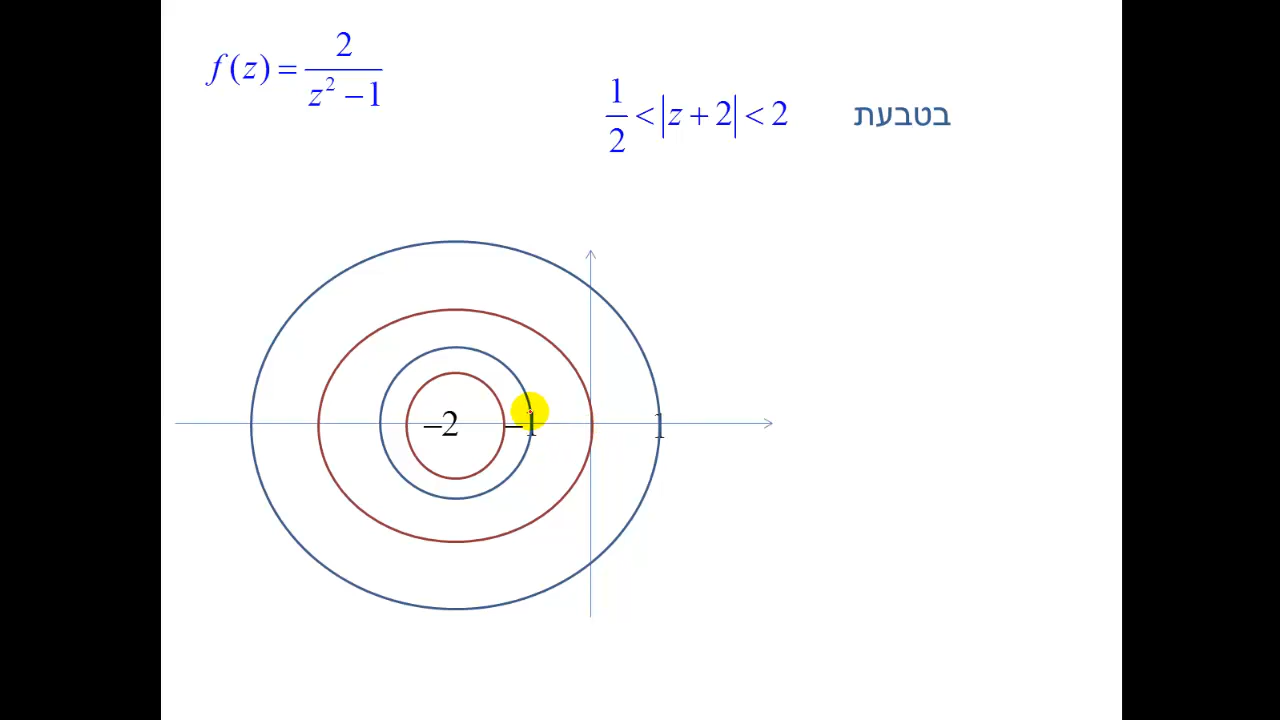 f(z) = 2/(z² − 1)
בטבעת 1/2 < |z + 2| < 2
−2 −1 1